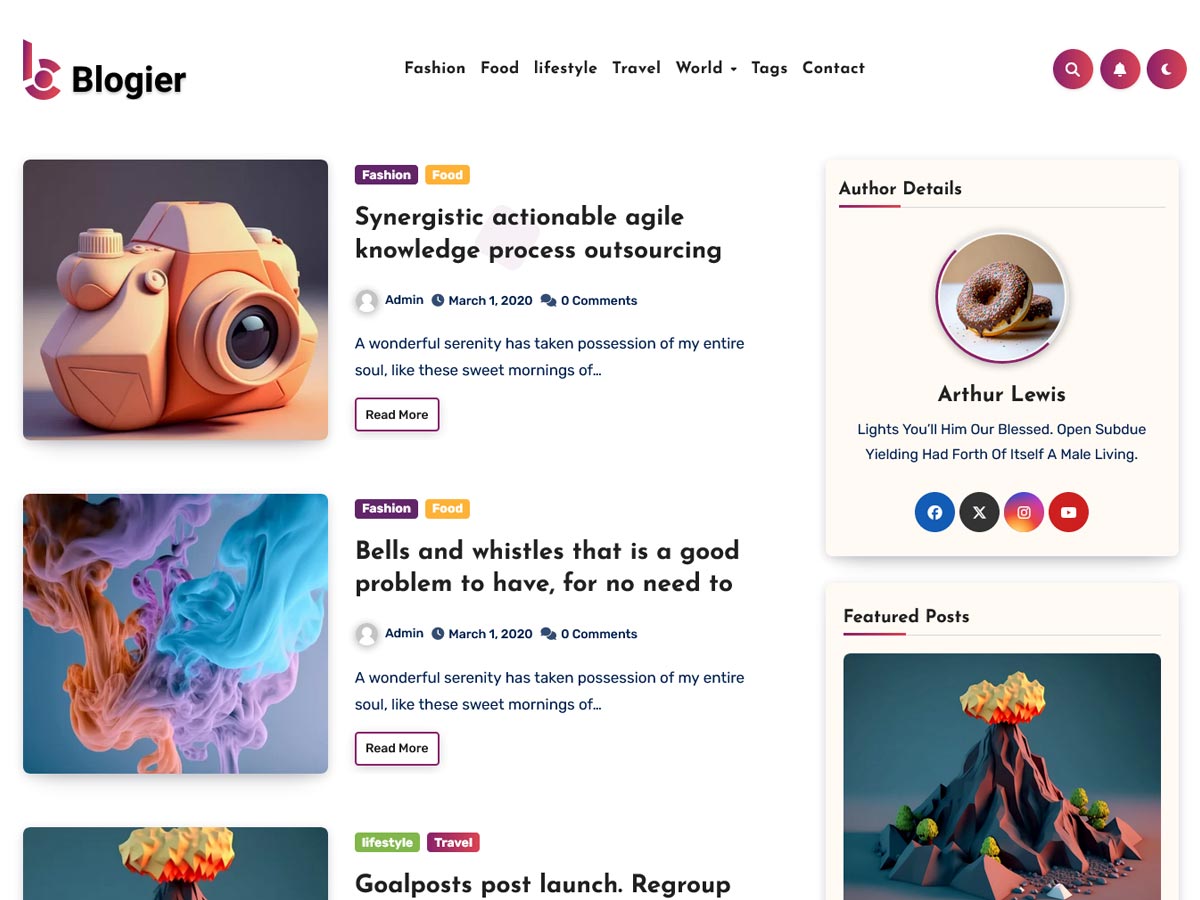 Blogier
Fashion Food lifestyle Travel World Tags Contact
Fashion Food
Synergistic actionable agile
knowledge process outsourcing
Admin March 1, 2020 0 Comments
A wonderful serenity has taken possession of my entire
soul, like these sweet mornings of…
Read More
Fashion Food
Bells and whistles that is a good
problem to have, for no need to
Admin March 1, 2020 0 Comments
A wonderful serenity has taken possession of my entire
soul, like these sweet mornings of…
Read More
lifestyle Travel
Goalposts post launch. Regroup
Author Details
Arthur Lewis
Lights You’ll Him Our Blessed. Open Subdue
Yielding Had Forth Of Itself A Male Living.
Featured Posts